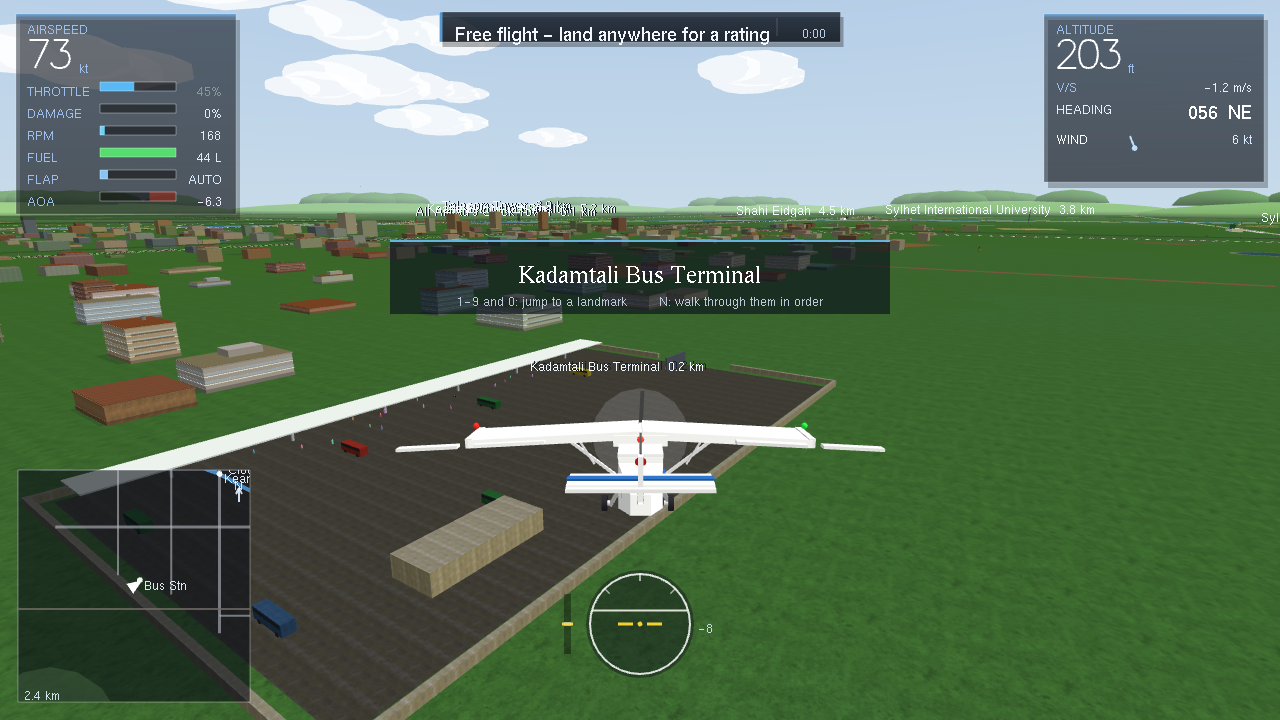 AIRSPEED
73 kt
THROTTLE 45%
DAMAGE 0%
RPM 168
FUEL 44 L
FLAP AUTO
AOA -6.3
Free flight - land anywhere for a rating 0:00
ALTITUDE
203 ft
V/S -1.2 m/s
HEADING 056 NE
WIND 6 kt
Shahi Eidgah 4.5 km
Sylhet International University 3.8 km
Syl
Kadamtali Bus Terminal
1-9 and 0: jump to a landmark N: walk through them in order
Kadamtali Bus Terminal 0.2 km
Kear
N
Bus Stn
2.4 km
-8